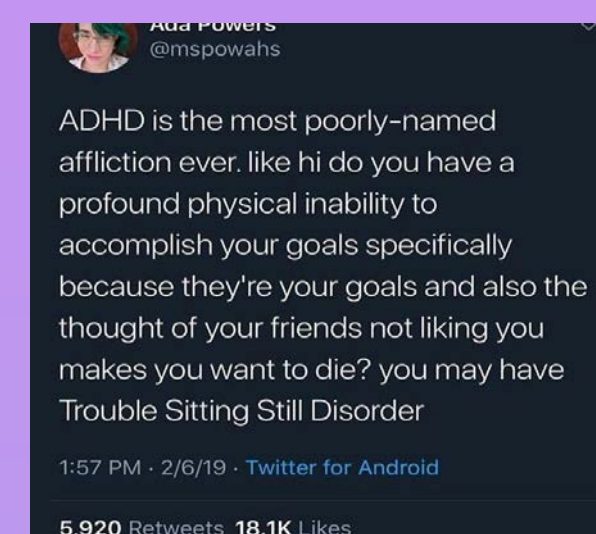 Ada Powers
@mspowahs
ADHD is the most poorly-named
affliction ever. like hi do you have a
profound physical inability to
accomplish your goals specifically
because they're your goals and also the
thought of your friends not liking you
makes you want to die? you may have
Trouble Sitting Still Disorder
1:57 PM · 2/6/19 · Twitter for Android
5,920 Retweets 18.1K Likes